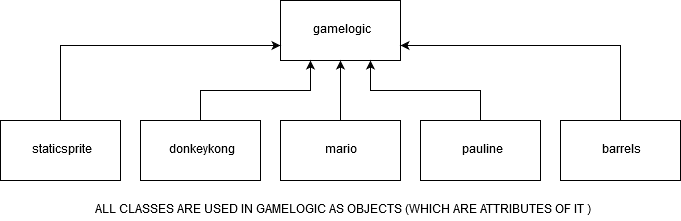 gamelogic
staticsprite
donkeykong
mario
pauline
barrels
ALL CLASSES ARE USED IN GAMELOGIC AS OBJECTS (WHICH ARE ATTRIBUTES OF IT )